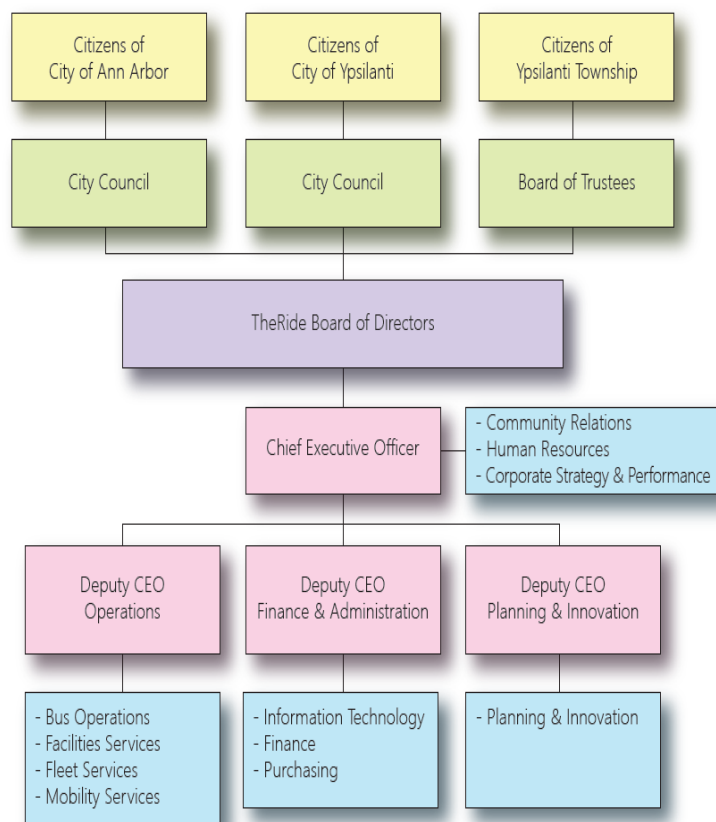 Citizens of
City of Ann Arbor
Citizens of
City of Ypsilanti
Citizens of
Ypsilanti Township
City Council
City Council
Board of Trustees
TheRide Board of Directors
Chief Executive Officer
- Community Relations
- Human Resources
- Corporate Strategy & Performance
Deputy CEO
Operations
Deputy CEO
Finance & Administration
Deputy CEO
Planning & Innovation
- Bus Operations
- Facilities Services
- Fleet Services
- Mobility Services
- Information Technology
- Finance
- Purchasing
- Planning & Innovation